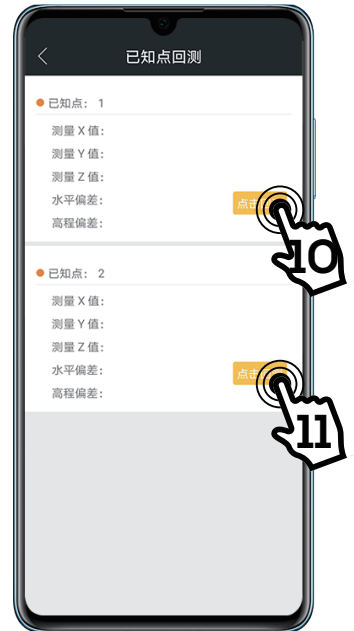 已知点回测
已知点： 1
测量 X 值：
测量 Y 值：
测量 Z 值：
水平偏差：
点击
高程偏差：
10
已知点： 2
测量 X 值：
测量 Y 值：
测量 Z 值：
水平偏差：
点击
高程偏差：
11